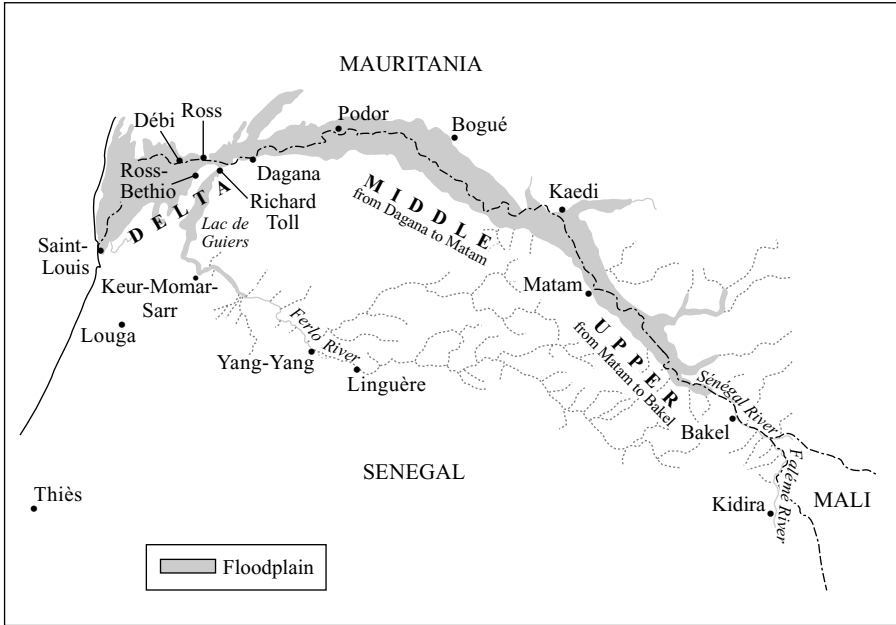 MAURITANIA
Podor
Bogué
Ross
Débi
Ross-
Bethio
Dagana
Richard
Toll
DELTA
MIDDLE
from Dagana to Matam
Kaedi
Lac de
Guiers
Saint-
Louis
Keur-Momar-
Sarr
Matam
Louga
Ferlo River
UPPER
from Matam to Bakel
Yang-Yang
Linguère
Sénégal River
Bakel
SENEGAL
Falémé River
MALI
Thiès
Kidira
Floodplain